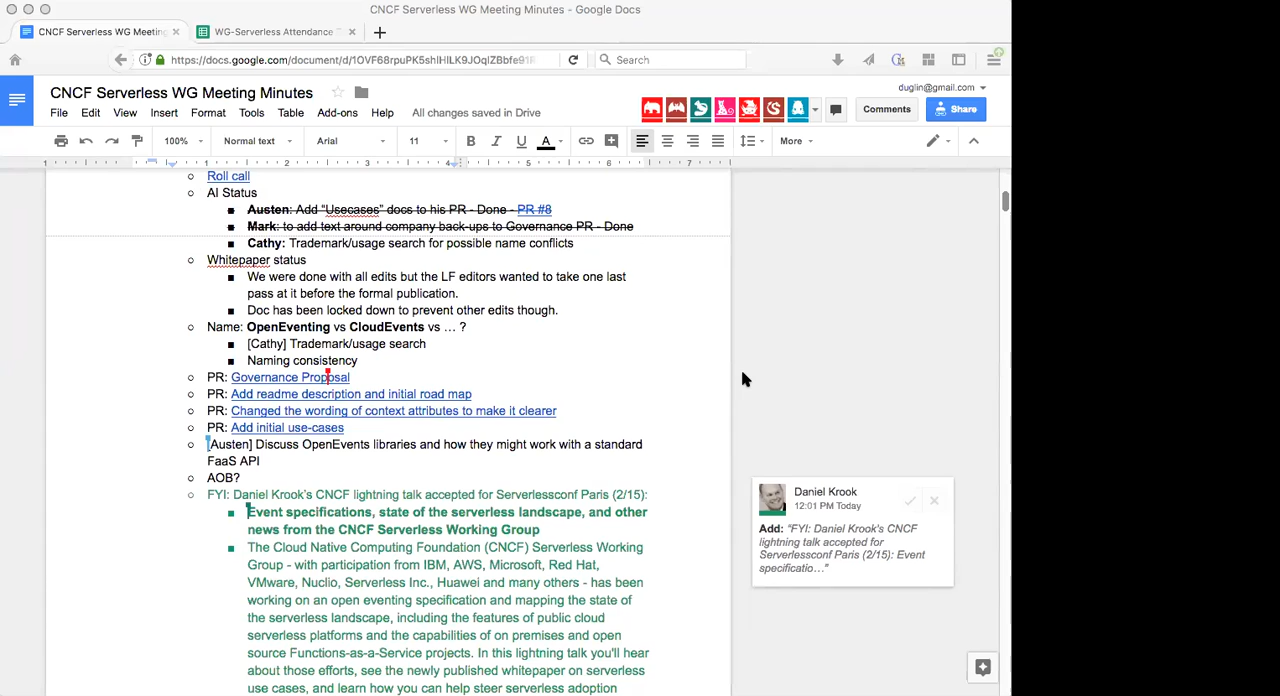 CNCF Serverless WG Meeting Minutes - Google Docs
CNCF Serverless WG Meeting
WG-Serverless Attendance
Search
duglin@gmail.com
CNCF Serverless WG Meeting Minutes
File Edit View Insert Format Tools Table Add-ons Help All changes saved in Drive
Comments Share
100% Normal text Arial 11 B I U A More
1 1 2 3 4 5 6 7
Roll call
AI Status
Austen: Add "Usecases" docs to his PR - Done - PR #8
Mark: to add text around company back-ups to Governance PR - Done
Cathy: Trademark/usage search for possible name conflicts
Whitepaper status
We were done with all edits but the LF editors wanted to take one last
pass at it before the formal publication.
Doc has been locked down to prevent other edits though.
Name: OpenEventing vs CloudEvents vs ... ?
[Cathy] Trademark/usage search
Naming consistency
PR: Governance Proposal
PR: Add readme description and initial road map
PR: Changed the wording of context attributes to make it clearer
PR: Add initial use-cases
[Austen] Discuss OpenEvents libraries and how they might work with a standard
FaaS API
AOB?
FYI: Daniel Krook's CNCF lightning talk accepted for Serverlessconf Paris (2/15):
Event specifications, state of the serverless landscape, and other
news from the CNCF Serverless Working Group
The Cloud Native Computing Foundation (CNCF) Serverless Working
Group - with participation from IBM, AWS, Microsoft, Red Hat,
VMware, Nuclio, Serverless Inc., Huawei and many others - has been
working on an open eventing specification and mapping the state of
the serverless landscape, including the features of public cloud
serverless platforms and the capabilities of on premises and open
source Functions-as-a-Service projects. In this lightning talk you'll hear
about those efforts, see the newly published whitepaper on serverless
use cases, and learn how you can help steer serverless adoption
Daniel Krook
12:01 PM Today
Add: "FYI: Daniel Krook's CNCF
lightning talk accepted for
Serverlessconf Paris (2/15): Event
specificatio..."